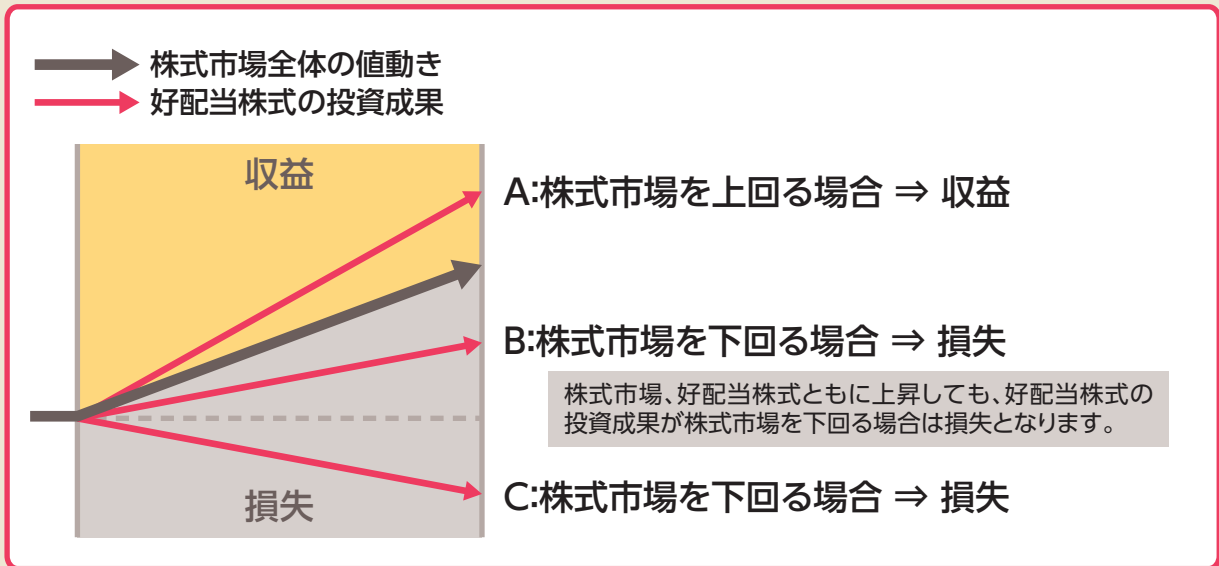 株式市場全体の値動き
好配当株式の投資成果
収益
A:株式市場を上回る場合 ⇒ 収益
B:株式市場を下回る場合 ⇒ 損失
株式市場、好配当株式ともに上昇しても、好配当株式の
投資成果が株式市場を下回る場合は損失となります。
損失
C:株式市場を下回る場合 ⇒ 損失